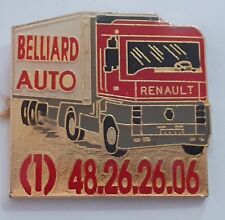 BELLIARD
AUTO
RENAULT
(1) 48.26.26.06